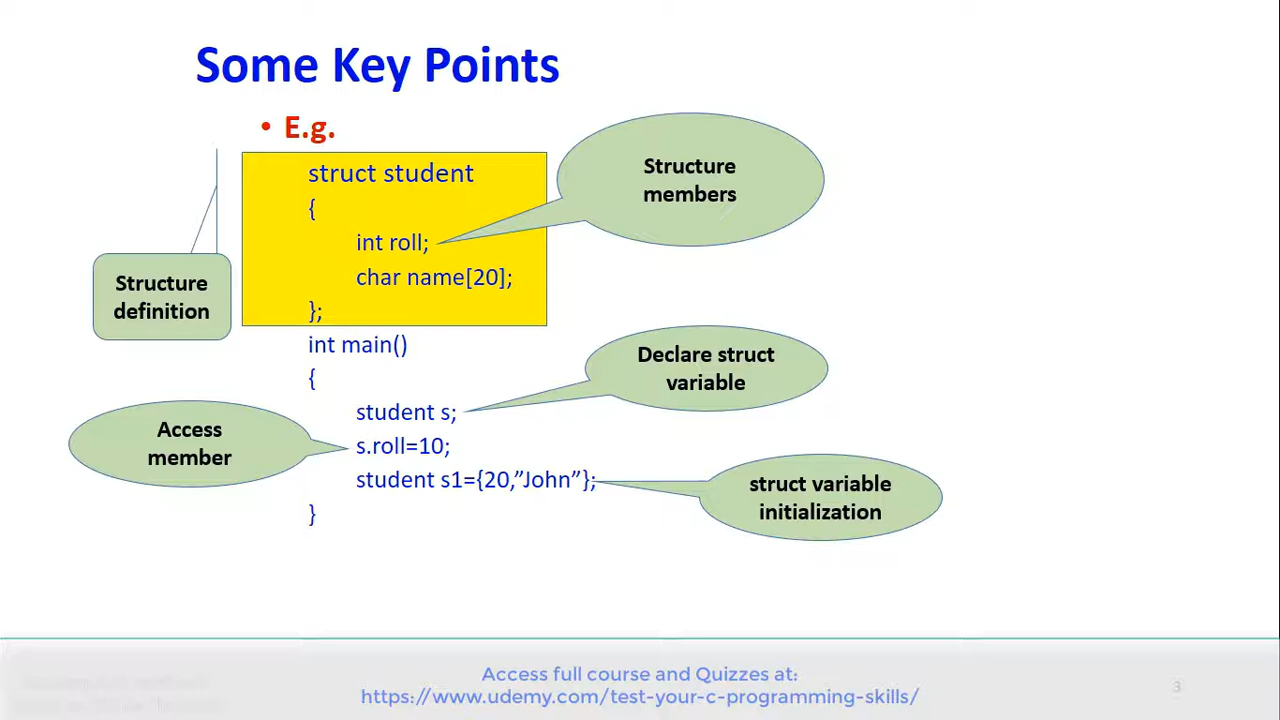 Some Key Points
• E.g.
struct student
{
int roll;
char name[20];
};
int main()
{
student s;
s.roll=10;
student s1={20,”John”};
}
Structure
members
Structure
definition
Declare struct
variable
Access
member
struct variable
initialization
Access full course and Quizzes at:
https://www.udemy.com/test-your-c-programming-skills/
3